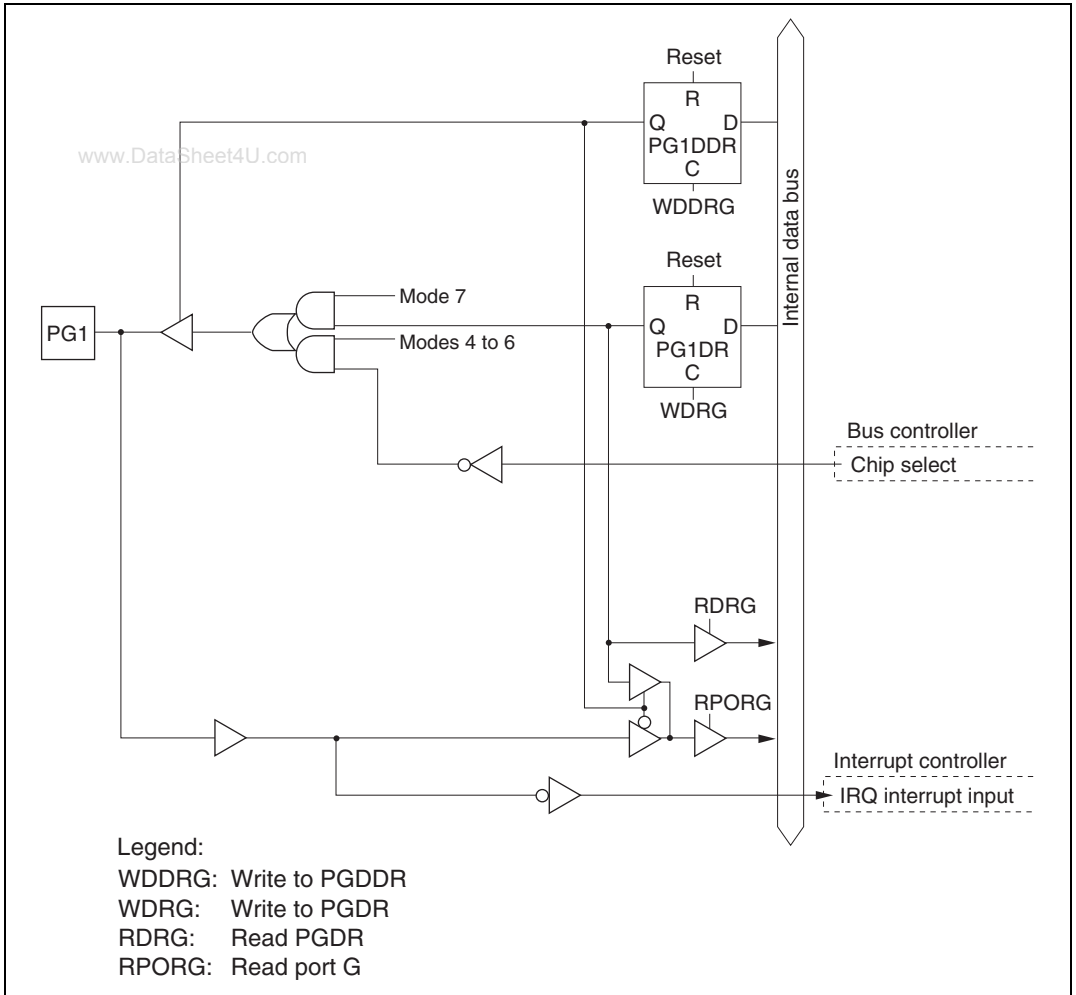 Reset
R
Q D
PG1DDR
C
WDDRG
www.DataSheet4U.com
Internal data bus
Reset
R
Mode 7
Q D
PG1
PG1DR
Modes 4 to 6
C
WDRG
Bus controller
Chip select
RDRG
RPORG
Interrupt controller
IRQ interrupt input
Legend:
WDDRG: Write to PGDDR
WDRG: Write to PGDR
RDRG: Read PGDR
RPORG: Read port G